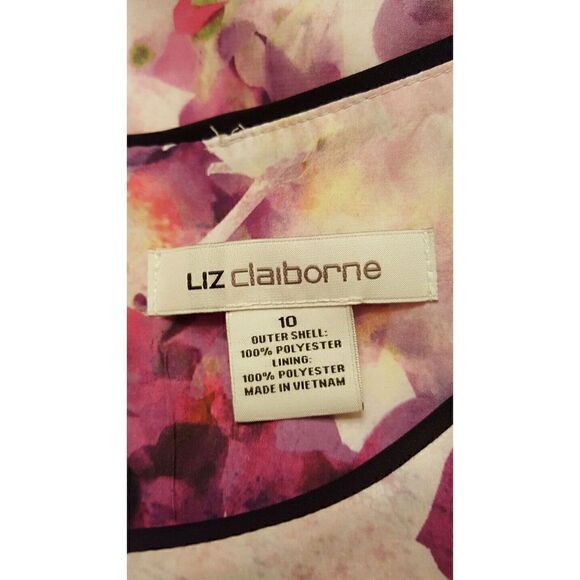 LIZ claiborne
10
OUTER SHELL:
100% POLYESTER
LINING:
100% POLYESTER
MADE IN VIETNAM